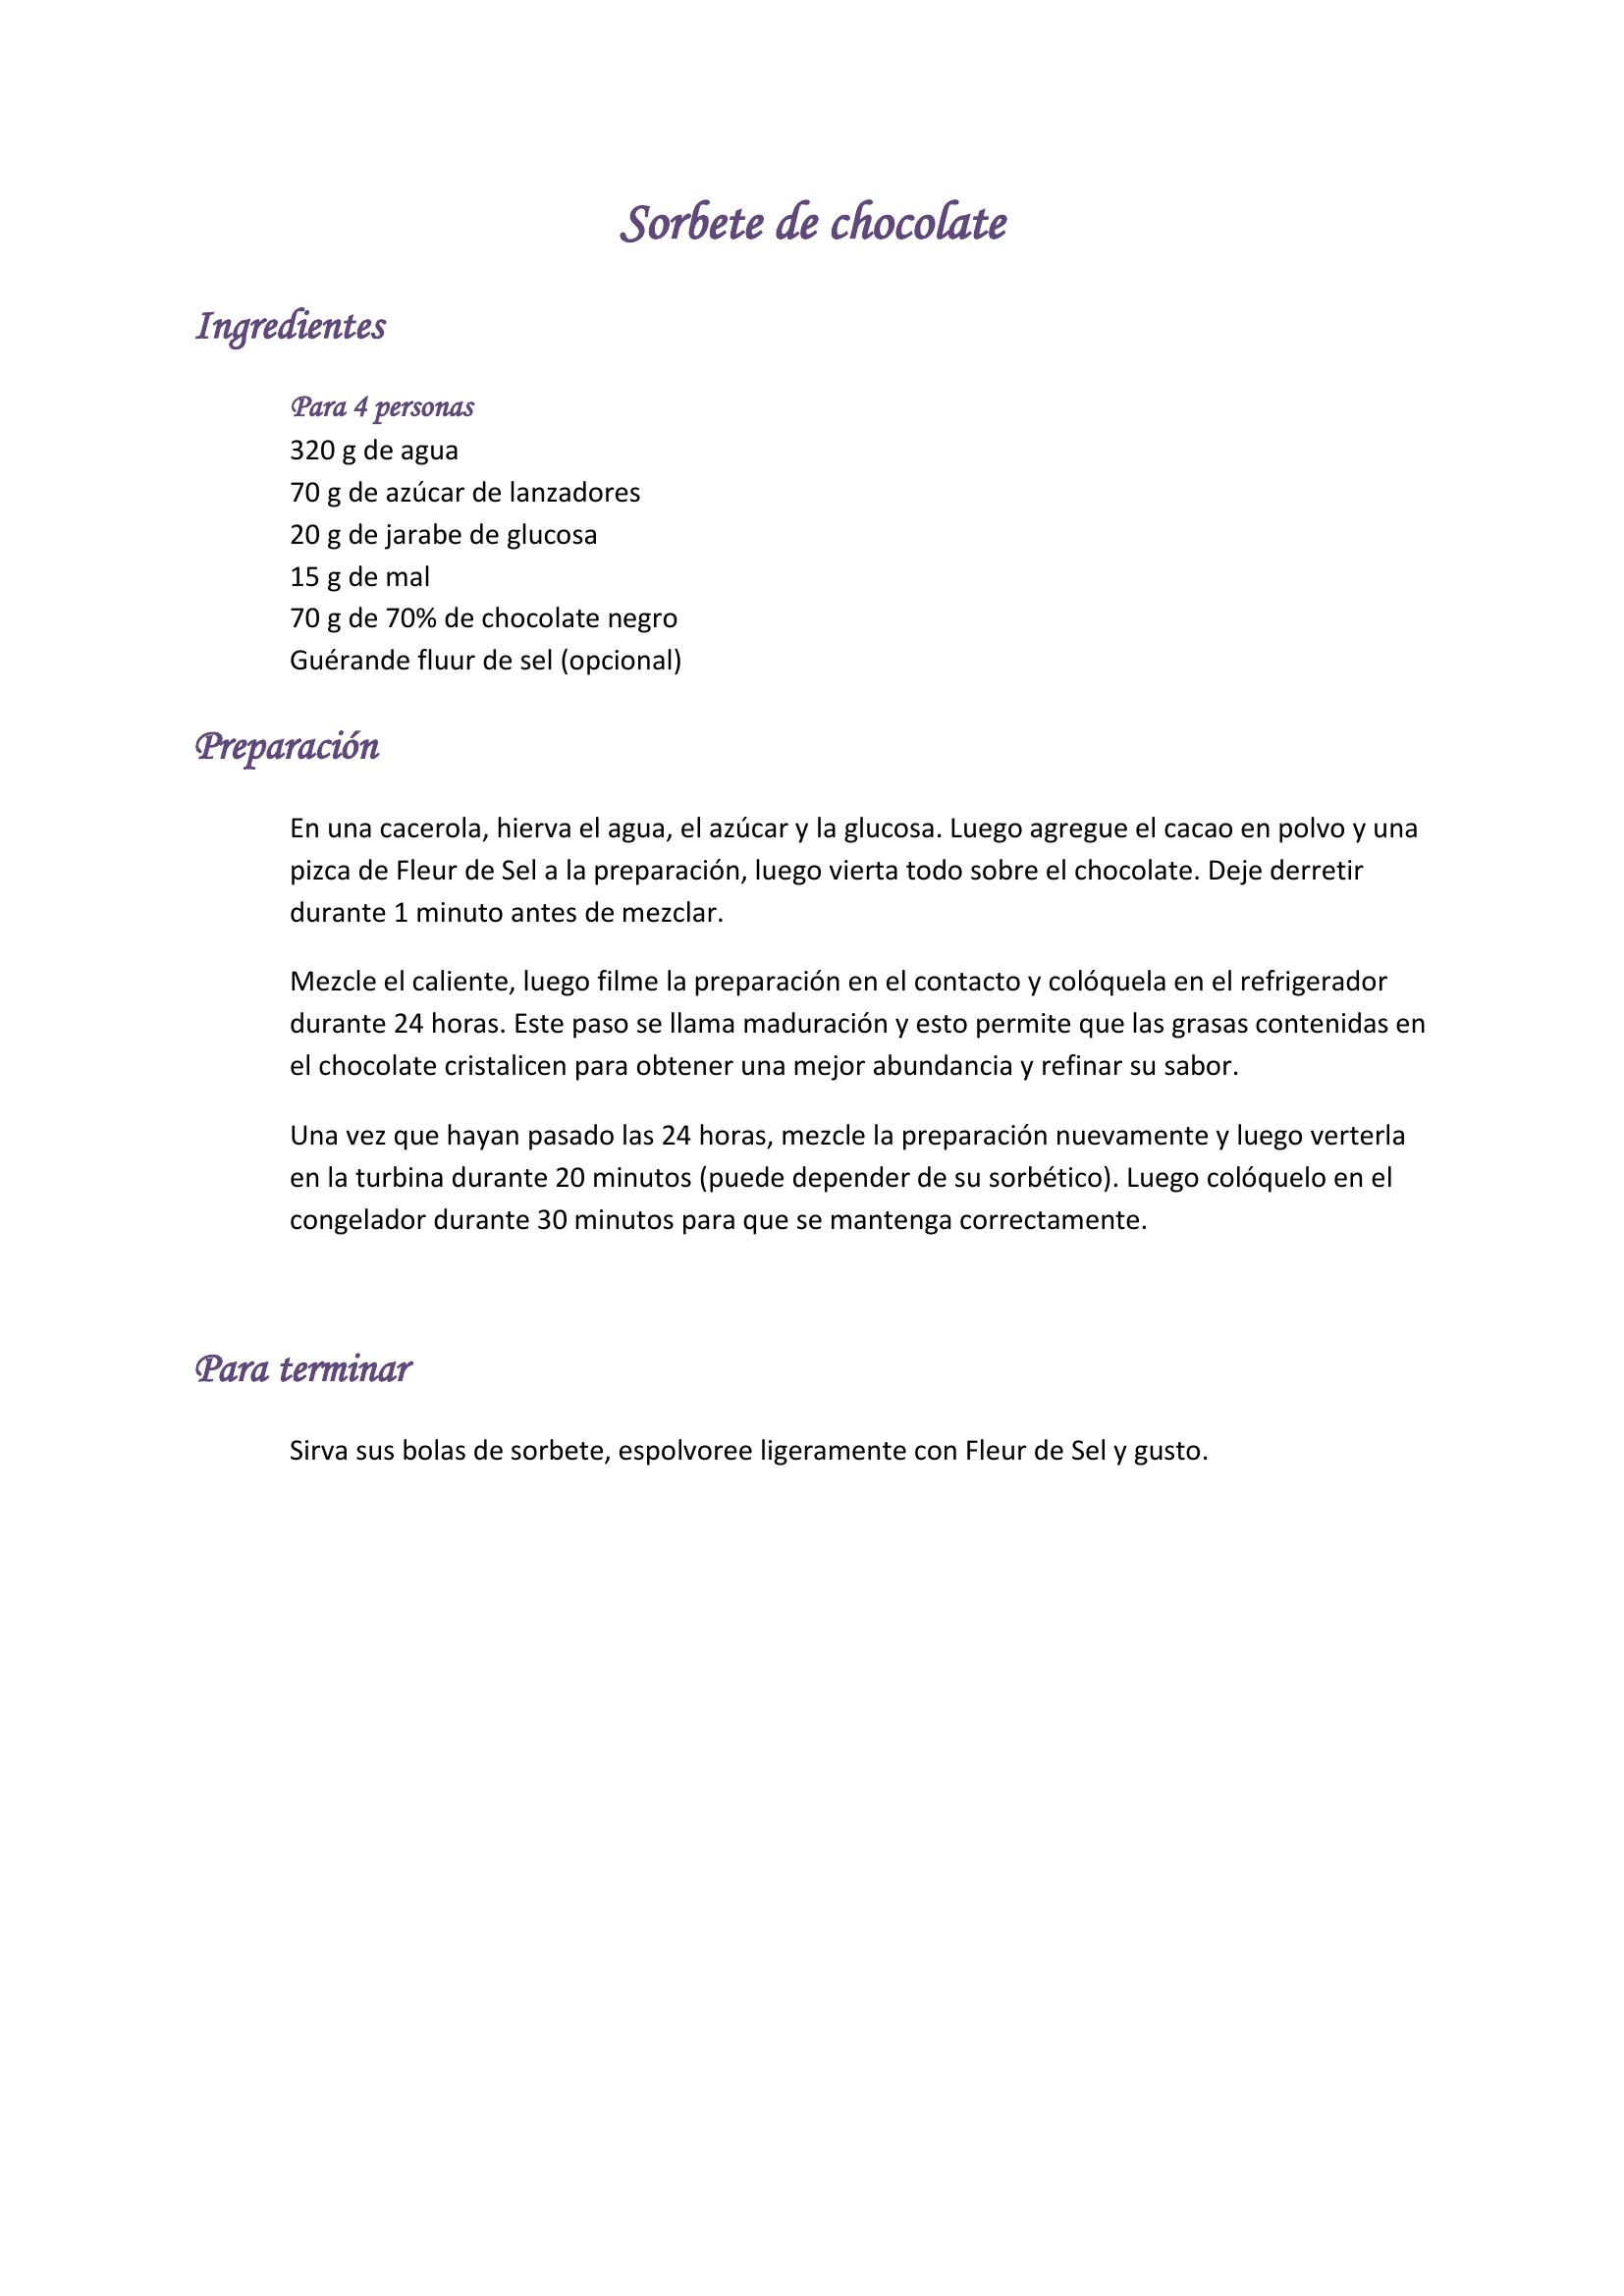 Sorbete de chocolate
Ingredientes
Para 4 personas
320 g de agua
70 g de azúcar de lanzadores
20 g de jarabe de glucosa
15 g de mal
70 g de 70% de chocolate negro
Guérande fluur de sel (opcional)
Preparación
En una cacerola, hierva el agua, el azúcar y la glucosa. Luego agregue el cacao en polvo y una
pizca de Fleur de Sel a la preparación, luego vierta todo sobre el chocolate. Deje derretir
durante 1 minuto antes de mezclar.
Mezcle el caliente, luego filme la preparación en el contacto y colóquela en el refrigerador
durante 24 horas. Este paso se llama maduración y esto permite que las grasas contenidas en
el chocolate cristalicen para obtener una mejor abundancia y refinar su sabor.
Una vez que hayan pasado las 24 horas, mezcle la preparación nuevamente y luego verterla
en la turbina durante 20 minutos (puede depender de su sorbético). Luego colóquelo en el
congelador durante 30 minutos para que se mantenga correctamente.
Para terminar
Sirva sus bolas de sorbete, espolvoree ligeramente con Fleur de Sel y gusto.